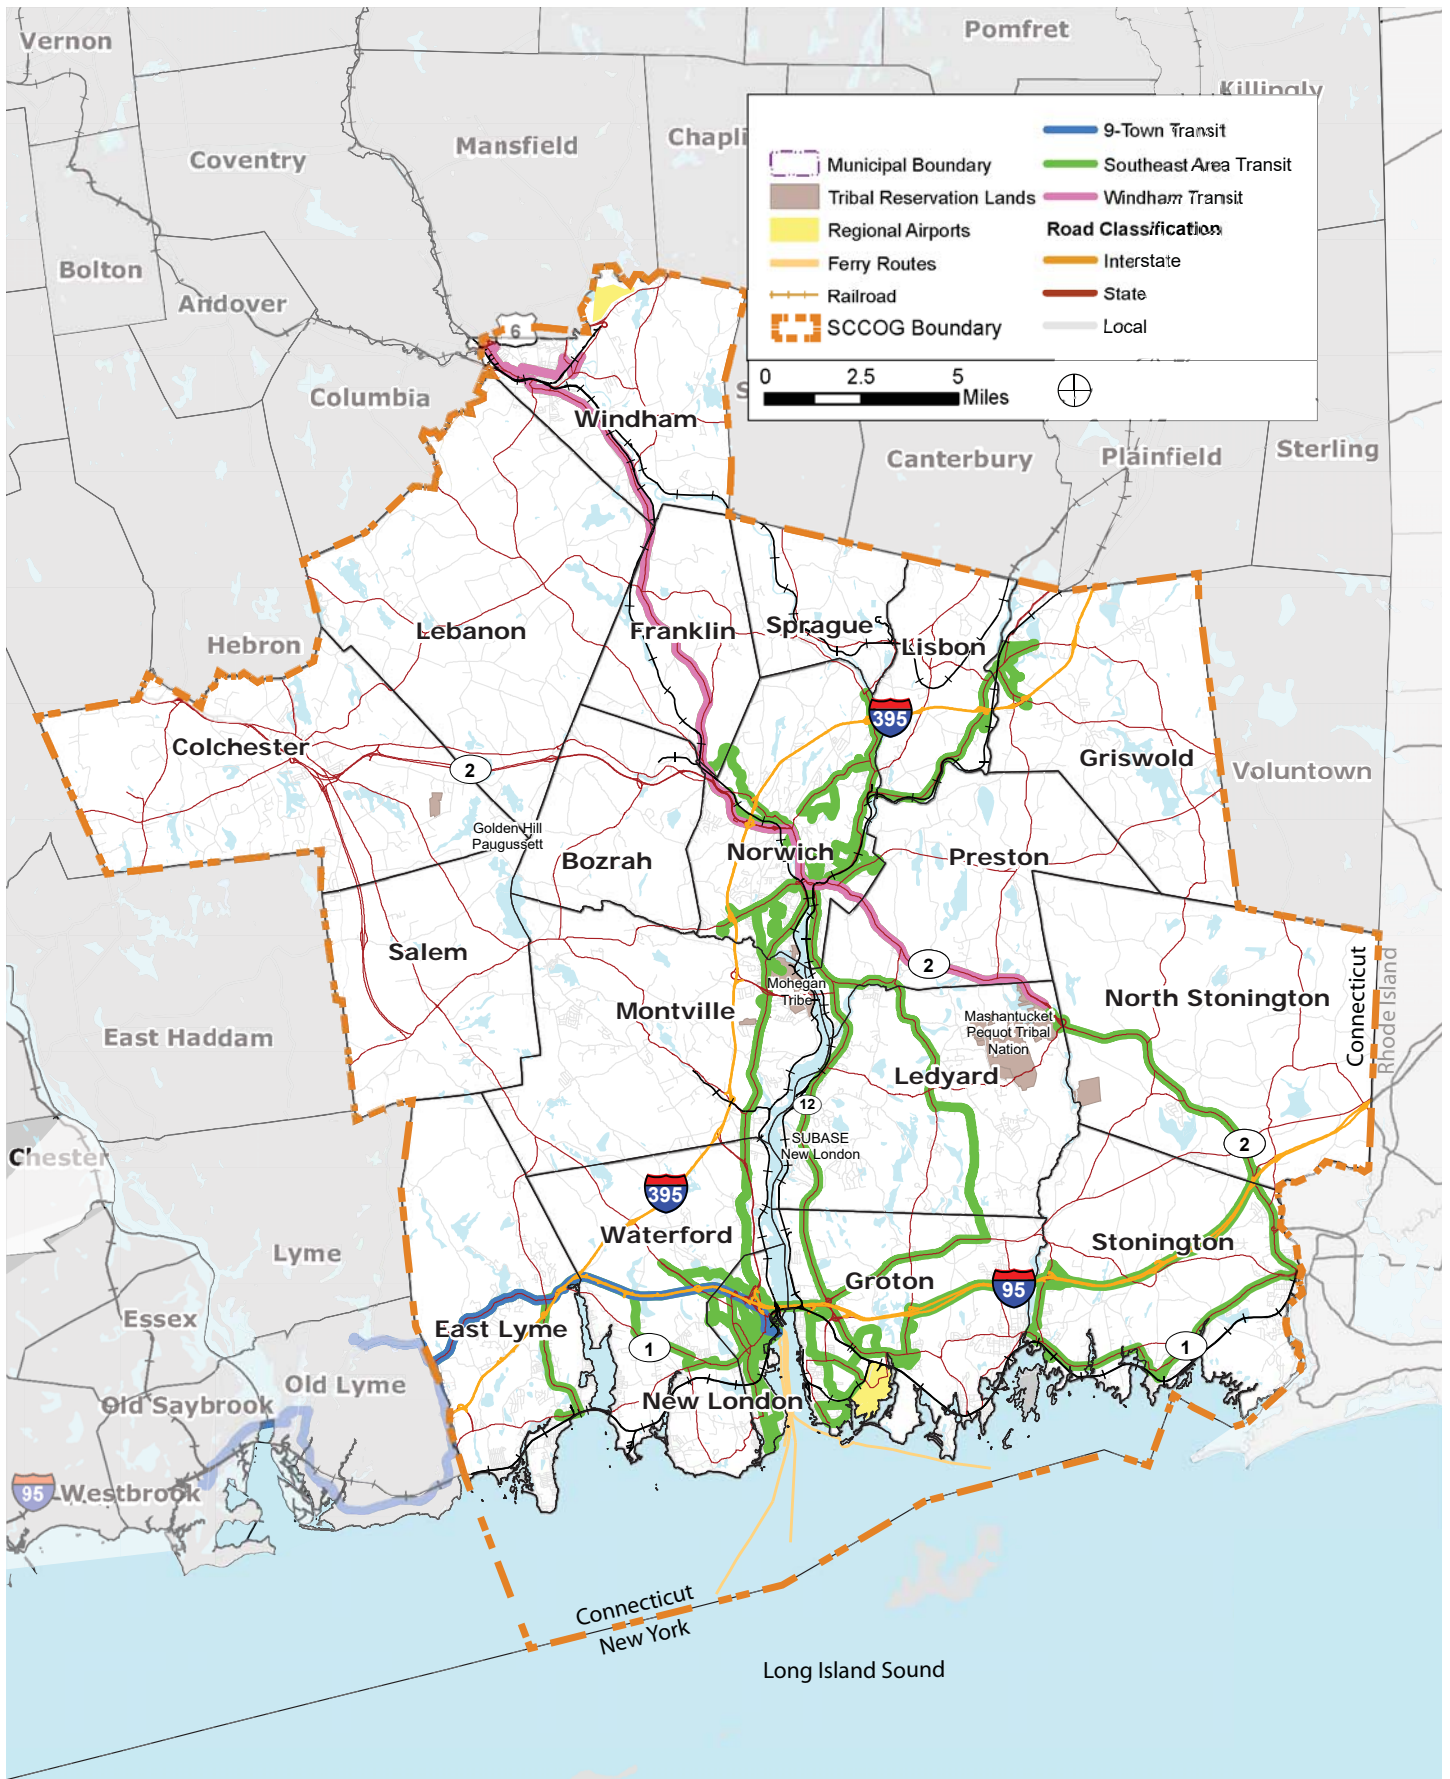 Vernon
Pomfret
Killingly
Coventry
Mansfield
Chapli
9-Town Transit
Municipal Boundary
Southeast Area Transit
Tribal Reservation Lands
Windham Transit
Regional Airports
Road Classification
Ferry Routes
Interstate
Railroad
State
SCCOG Boundary
Local
0 2.5 5
Miles
Bolton
Andover
6
Columbia
S
Windham
Canterbury
Plainfield
Sterling
Hebron
Lebanon
Franklin
Sprague
Lisbon
395
Colchester
2
Griswold
Voluntown
Golden Hill
Paugussett
Bozrah
Norwich
Preston
Salem
2
Mohegan
Tribe
Montville
North Stonington
Connecticut
Rhode Island
Mashantucket
Pequot Tribal
Nation
East Haddam
Ledyard
12
SUBASE
New London
2
Chester
395
Waterford
Stonington
Lyme
Groton
95
Essex
East Lyme
1
1
Old Lyme
Old Saybrook
New London
95
Westbrook
Connecticut
New York
Long Island Sound